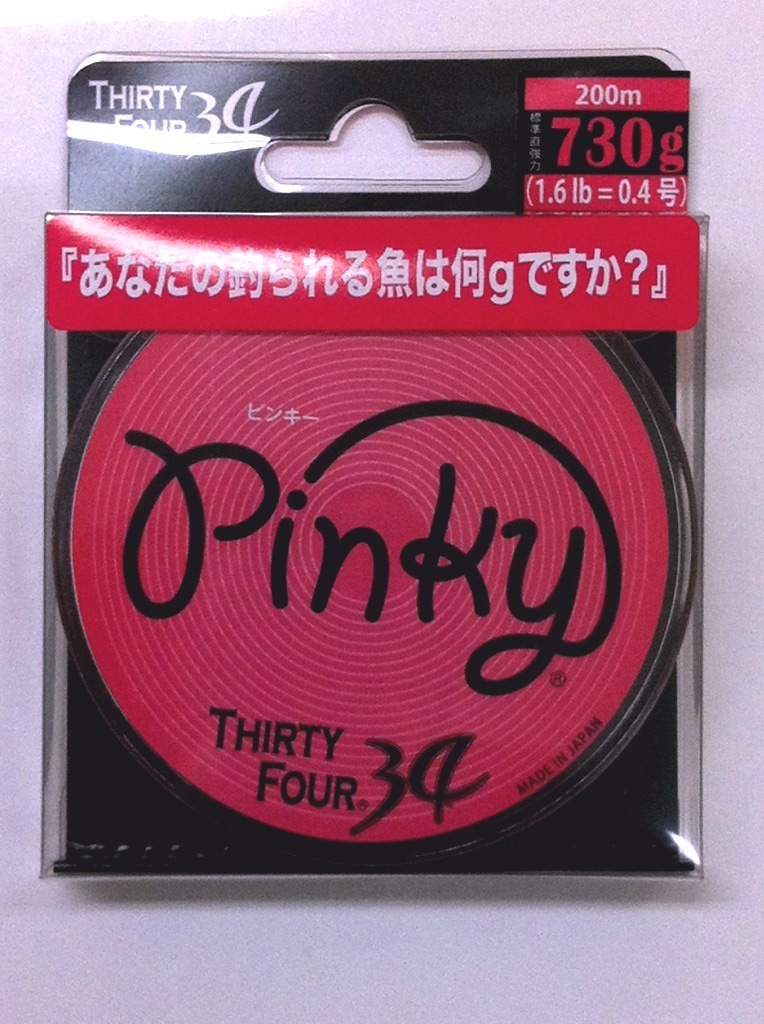 THIRTY
FOUR 34
200m
標準直強力
730g
(1.6 lb = 0.4 号)
『あなたの釣られる魚は何gですか?』
ピンキー
Pinky®
THIRTY
FOUR® 34
MADE IN JAPAN